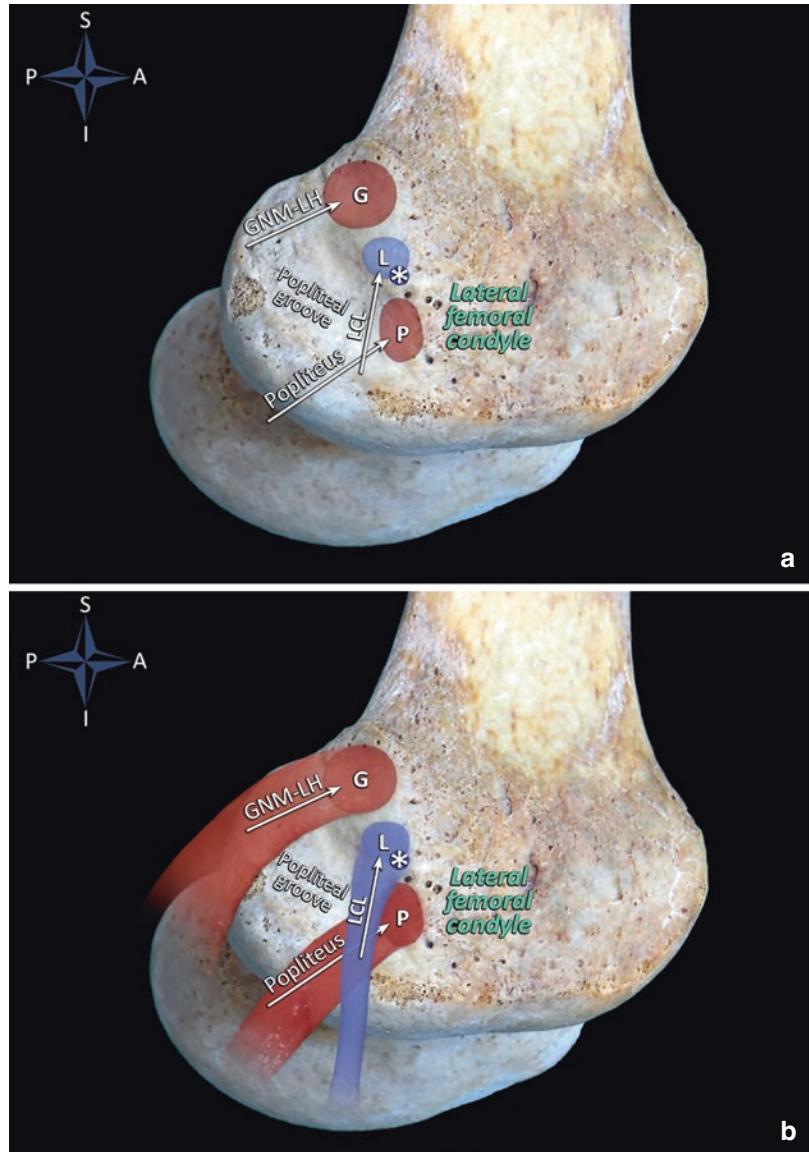 S
P A
I
GNM-LH
G
L
*
Popliteal
groove
LCL
Lateral
femoral
condyle
P
Popliteus
a
S
P A
I
GNM-LH
G
L
*
Popliteal
groove
LCL
Lateral
femoral
condyle
P
Popliteus
b